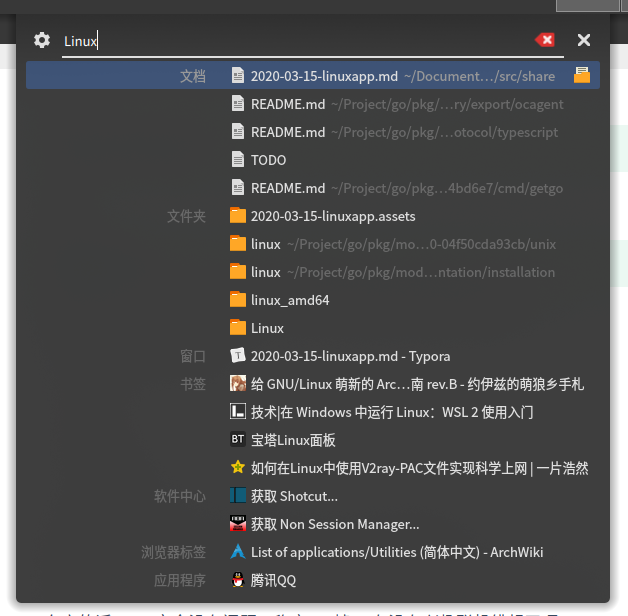 Linux
文档 2020-03-15-linuxapp.md ~/Document…/src/share
README.md ~/Project/go/pkg/…ry/export/ocagent
README.md ~/Project/go/pkg/…otocol/typescript
TODO
README.md ~/Project/go/pkg…4bd6e7/cmd/getgo
文件夹 2020-03-15-linuxapp.assets
linux ~/Project/go/pkg/mo…0-04f50cda93cb/unix
linux ~/Project/go/pkg/mod…ntation/installation
linux_amd64
Linux
窗口 T 2020-03-15-linuxapp.md - Typora
书签 给 GNU/Linux 萌新的 Arc…南 rev.B - 约伊兹的萌狼乡手札
技术|在 Windows 中运行 Linux：WSL 2 使用入门
BT 宝塔Linux面板
如何在Linux中使用V2ray-PAC文件实现科学上网 | 一片浩然
软件中心 获取 Shotcut...
获取 Non Session Manager...
浏览器标签 List of applications/Utilities (简体中文) - ArchWiki
应用程序 腾讯QQ